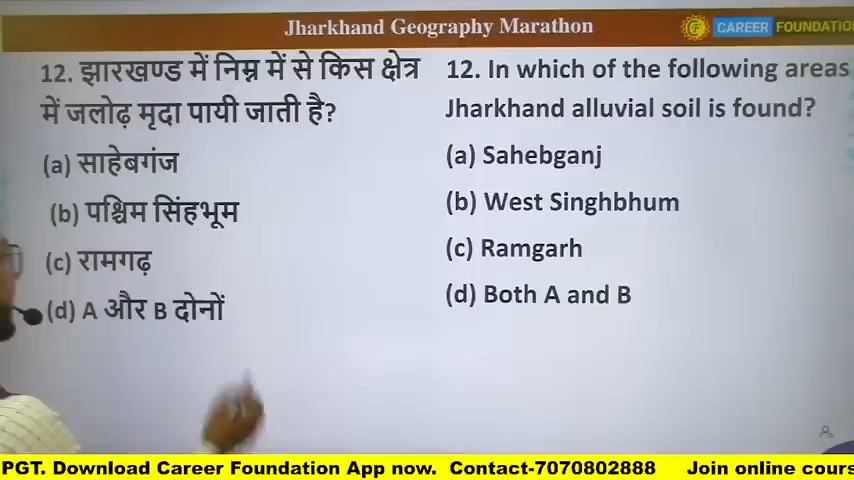 Jharkhand Geography Marathon
CAREER FOUNDATION
12. झारखण्ड में निम्न में से किस क्षेत्र
में जलोढ़ मृदा पायी जाती है?
(a) साहेबगंज
(b) पश्चिम सिंहभूम
(c) रामगढ़
(d) A और B दोनों
12. In which of the following areas
Jharkhand alluvial soil is found?
(a) Sahebganj
(b) West Singhbhum
(c) Ramgarh
(d) Both A and B
PGT. Download Career Foundation App now. Contact-7070802888 Join online cours